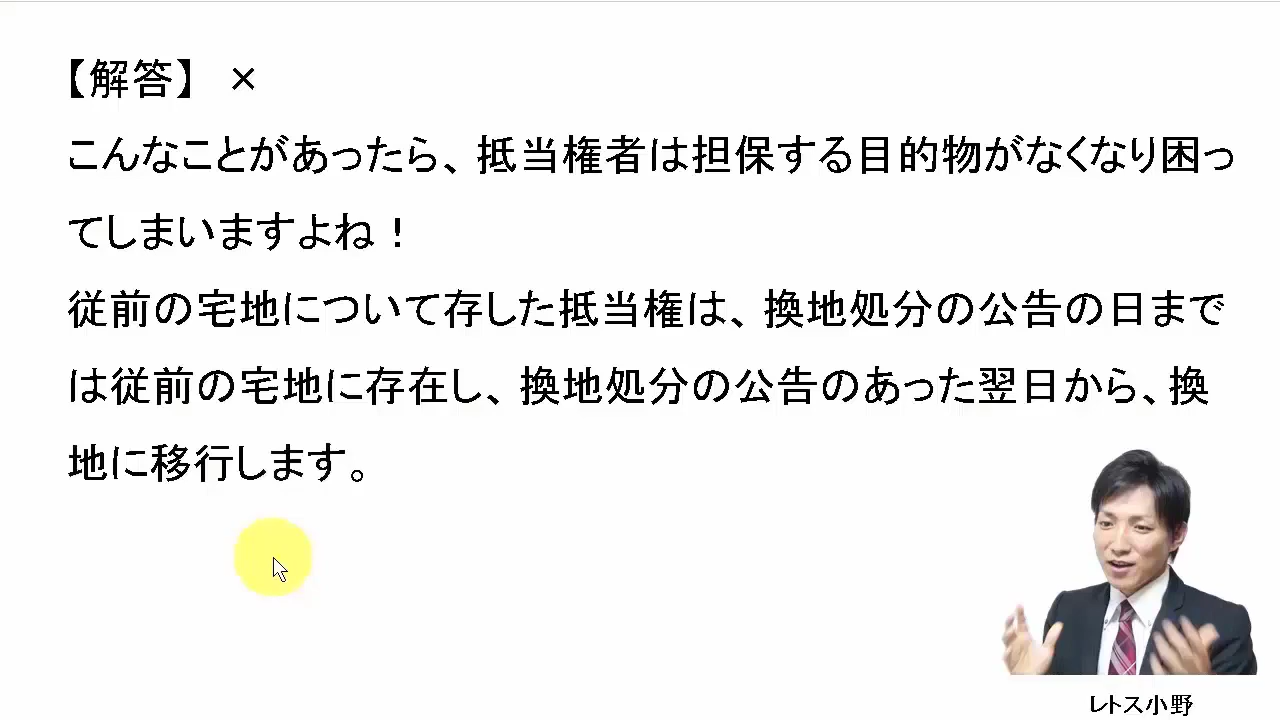 【解答】 ×
こんなことがあったら、抵当権者は担保する目的物がなくなり困っ
てしまいますよね！
従前の宅地について存した抵当権は、換地処分の公告の日まで
は従前の宅地に存在し、換地処分の公告のあった翌日から、換
地に移行します。
レトス小野